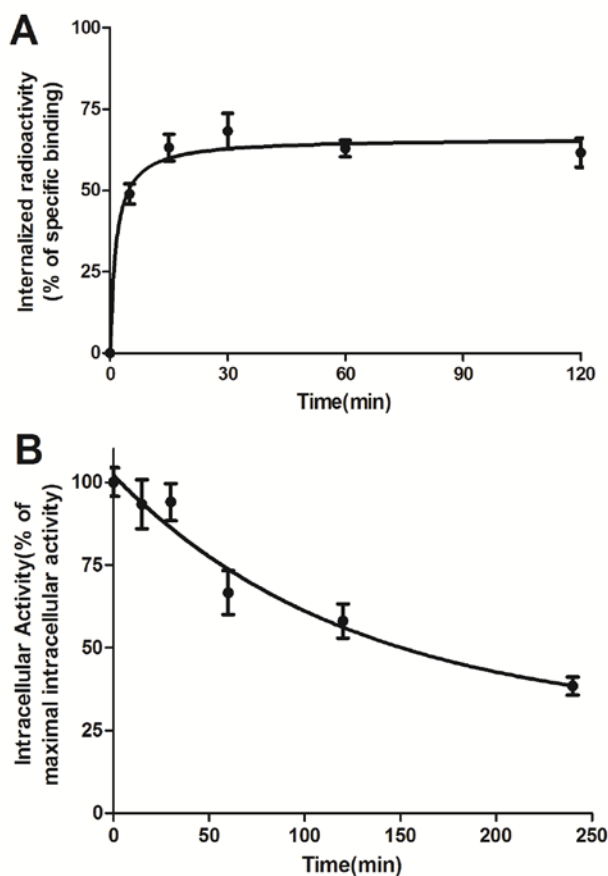 A
Internalized radioactivity
(% of specific binding)
100
75
50
25
0
0 30 60 90 120
Time(min)
B
Intracellular Activity(% of
maximal intracellular activity)
100
75
50
25
0
0 50 100 150 200 250
Time(min)